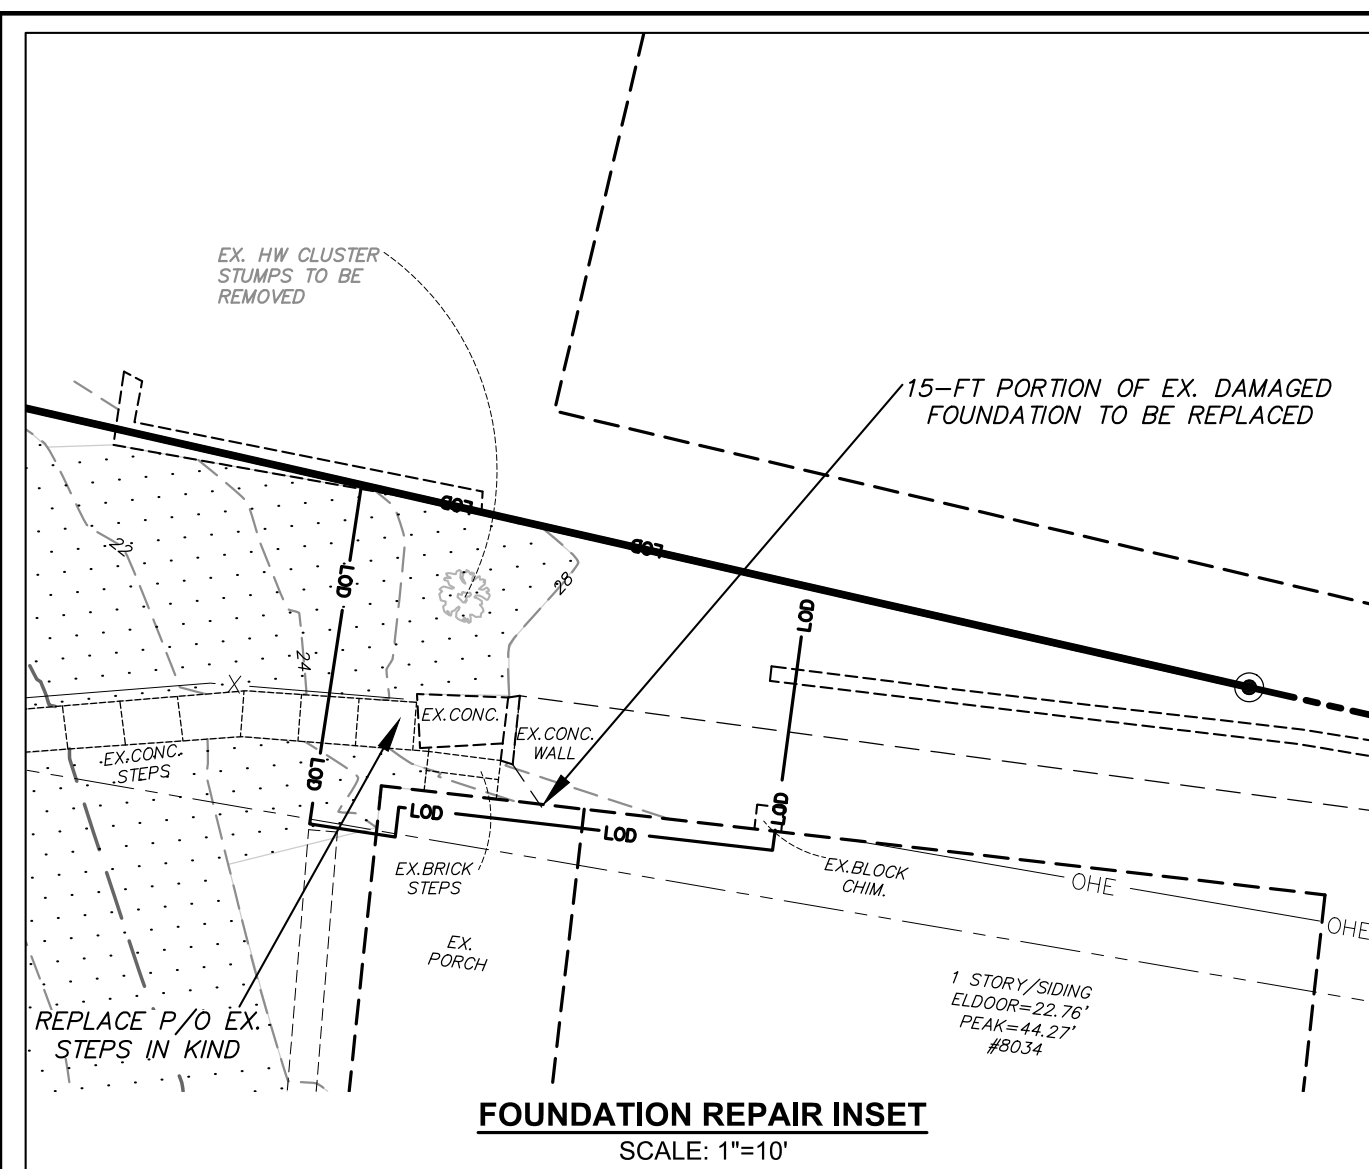 EX. HW CLUSTER
STUMPS TO BE
REMOVED
15-FT PORTION OF EX. DAMAGED
FOUNDATION TO BE REPLACED
LOD
LOD
22
LOD
28
LOD
24
X
EX.CONC.
EX.CONC.
WALL
EX.CONC.
STEPS
LOD
LOD
LOD
LOD
EX.BRICK
STEPS
EX.BLOCK
CHIM.
OHE
OHE
EX.
PORCH
1 STORY/SIDING
ELDOOR=22.76'
PEAK=44.27'
#8034
REPLACE P/O EX.
STEPS IN KIND
FOUNDATION REPAIR INSET
SCALE: 1"=10'